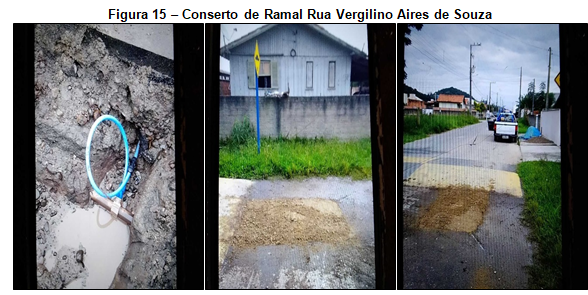 Figura 15 – Conserto de Ramal Rua Vergilino Aires de Souza